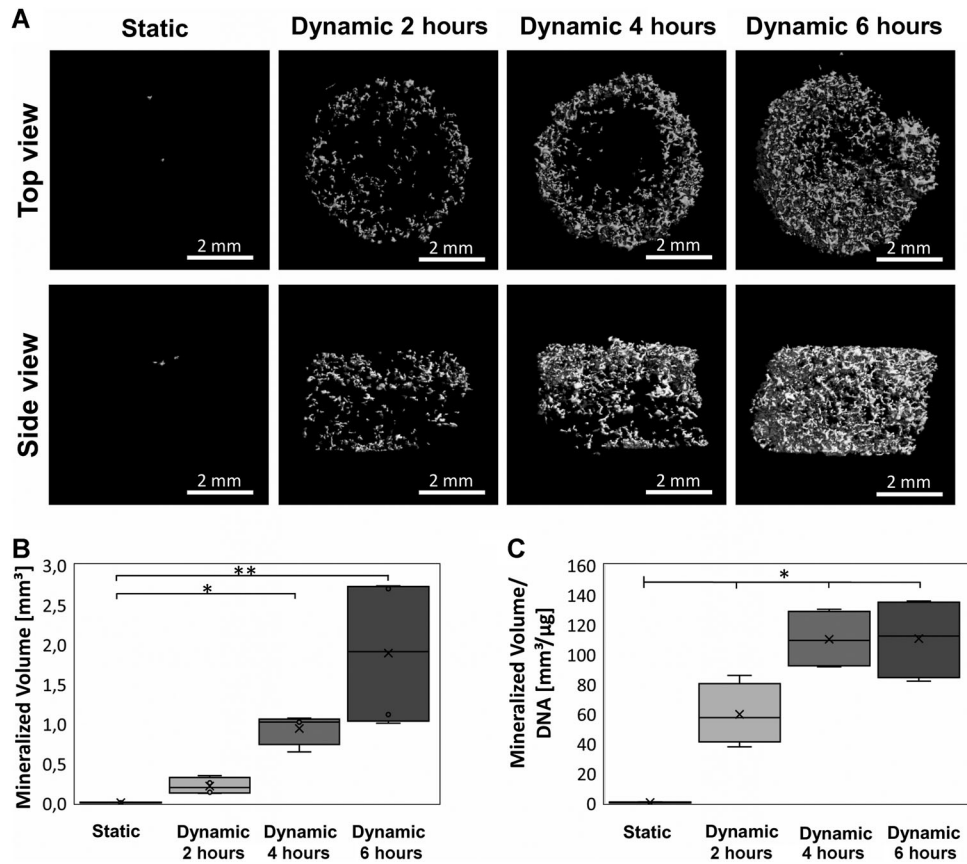 A
Static
Dynamic 2 hours
Dynamic 4 hours
Dynamic 6 hours
Top view
2 mm
2 mm
2 mm
2 mm
Side view
2 mm
2 mm
2 mm
2 mm
B
Mineralized Volume [mm³]
3,0
2,5
2,0
1,5
1,0
0,5
0,0
**
*
Static
Dynamic
2 hours
Dynamic
4 hours
Dynamic
6 hours
C
Mineralized Volume/
DNA [mm³/µg]
160
140
120
100
80
60
40
20
0
*
Static
Dynamic
2 hours
Dynamic
4 hours
Dynamic
6 hours